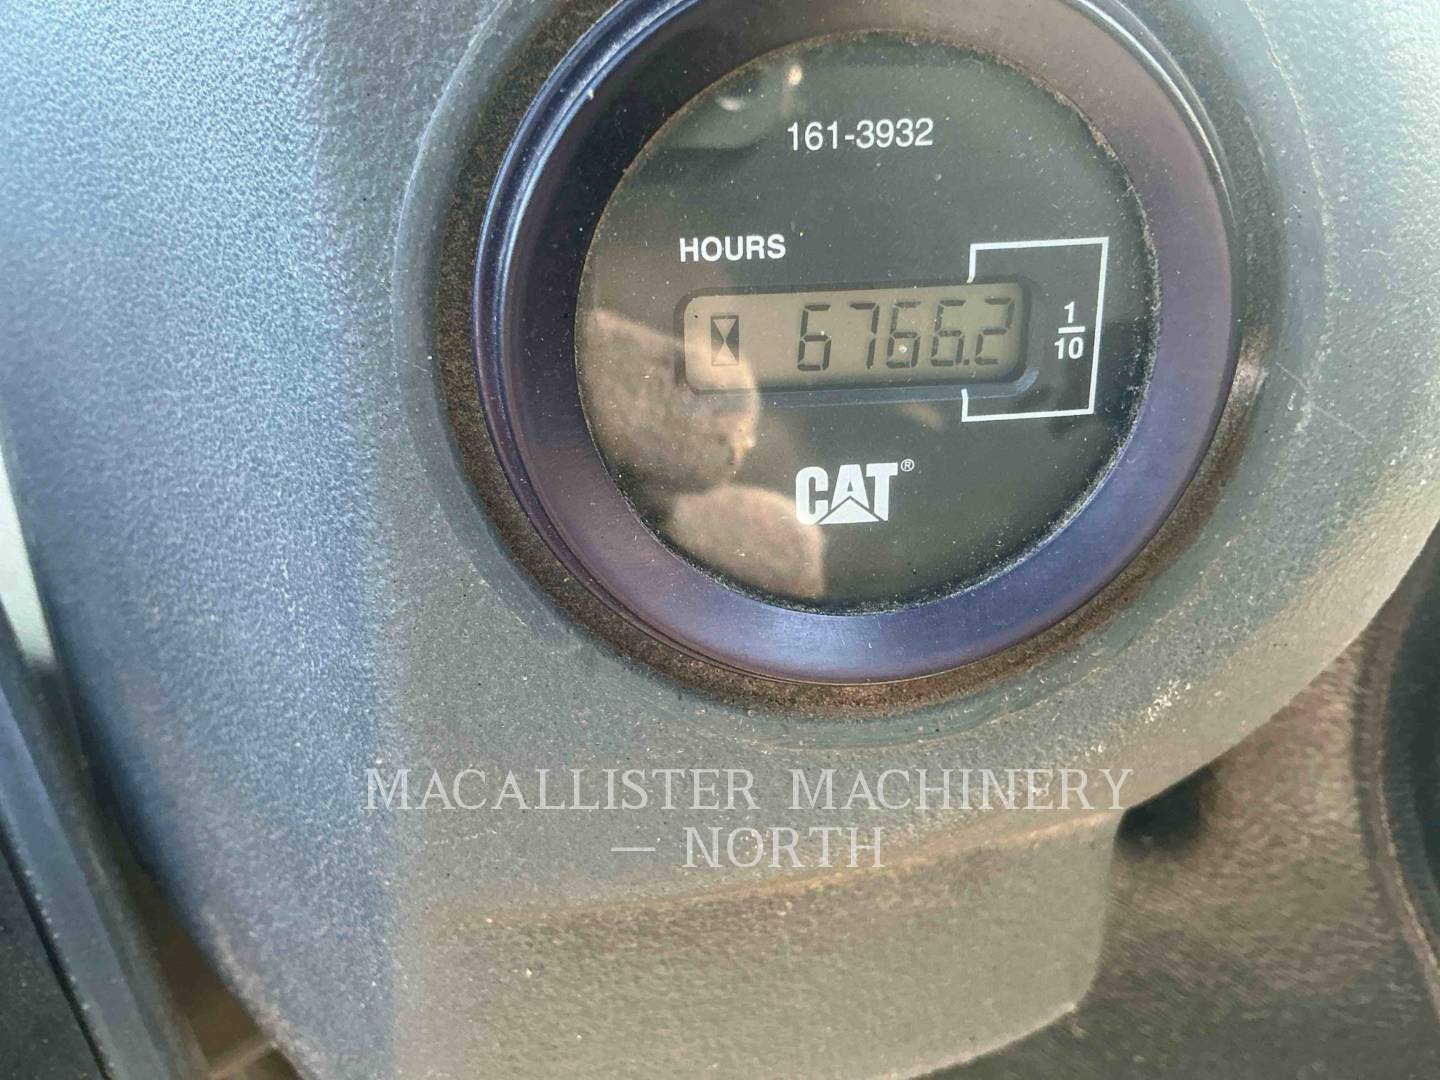 161-3932
HOURS
6766.2
1
10
CAT®
MACALLISTER MACHINERY
— NORTH